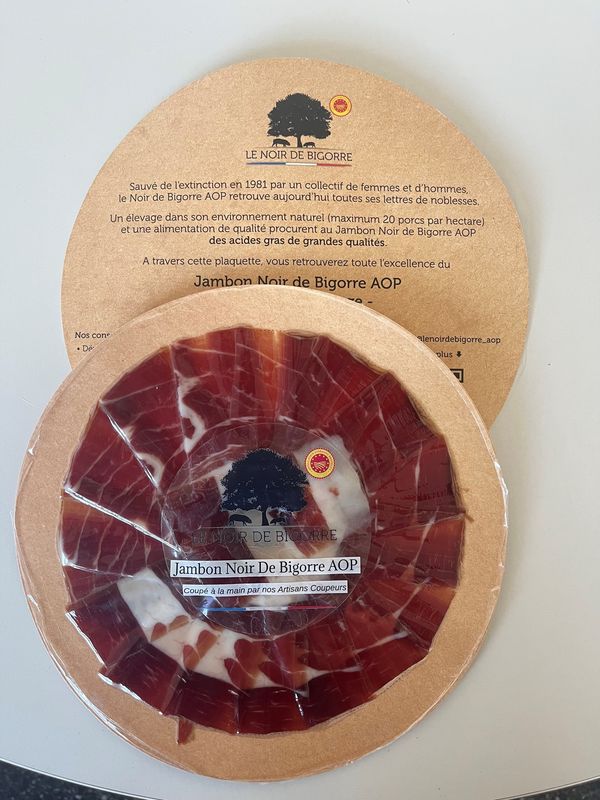 LE NOIR DE BIGORRE
Sauvé de l'extinction en 1981 par un collectif de femmes et d'hommes,
le Noir de Bigorre AOP retrouve aujourd'hui toutes ses lettres de noblesses.
Un élevage dans son environnement naturel (maximum 20 porcs par hectare)
et une alimentation de qualité procurent au Jambon Noir de Bigorre AOP
des acides gras de grandes qualités.
A travers cette plaquette, vous retrouverez toute l'excellence du
Jambon Noir de Bigorre AOP
Nos
lenoirdebigorre_aop
plus
LE NOIR DE BIGORRE
Jambon Noir De Bigorre AOP
Coupé à la main par nos Artisans Coupeurs